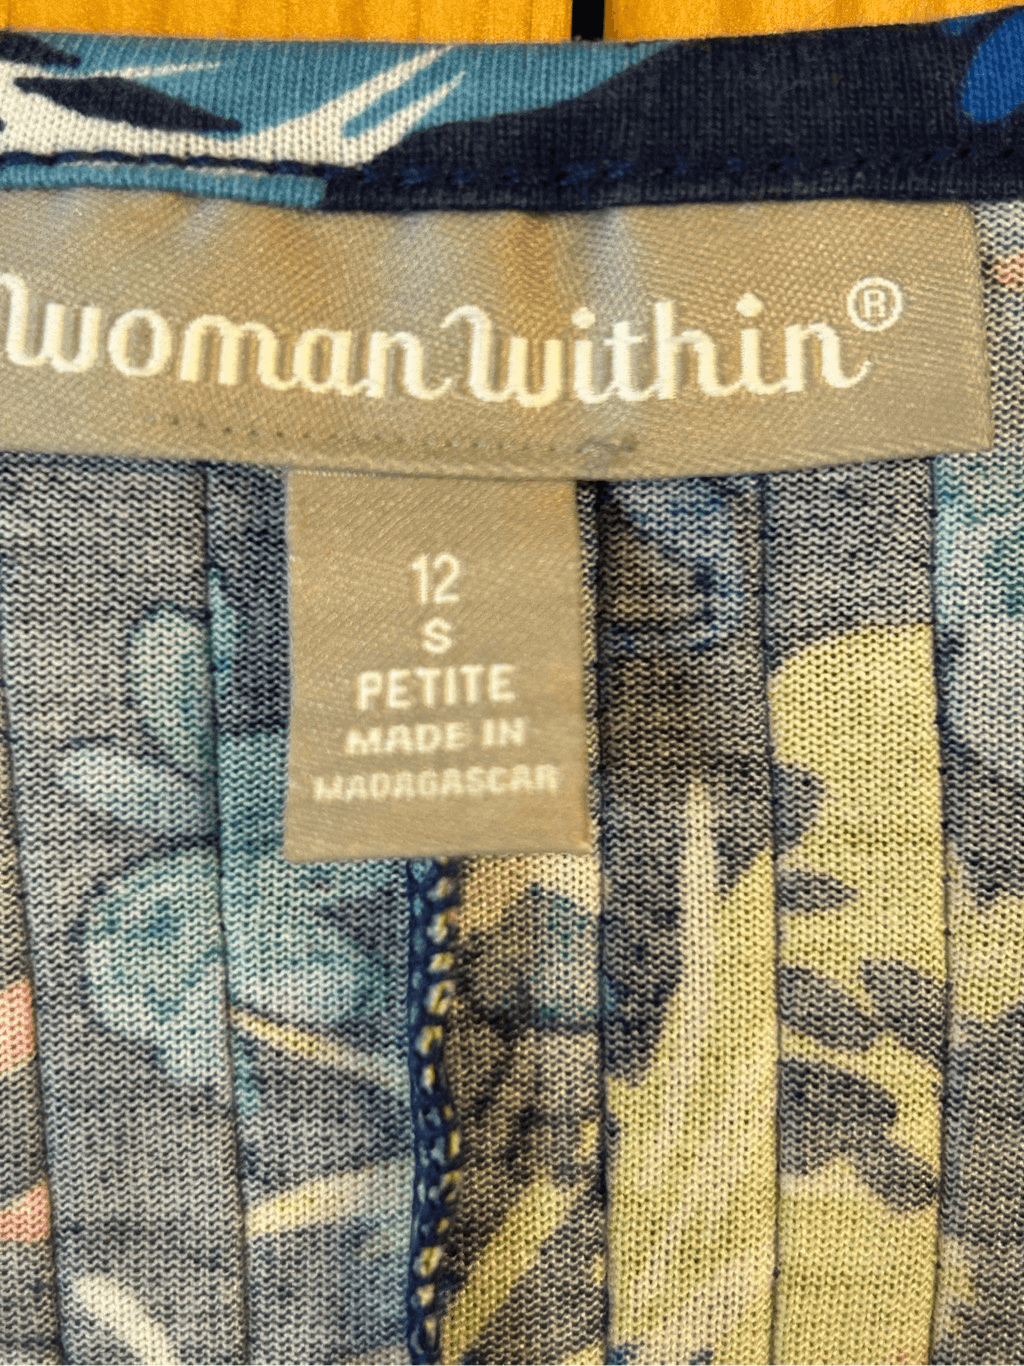 Woman Within®
12
S
PETITE
MADE IN
MADAGASCAR